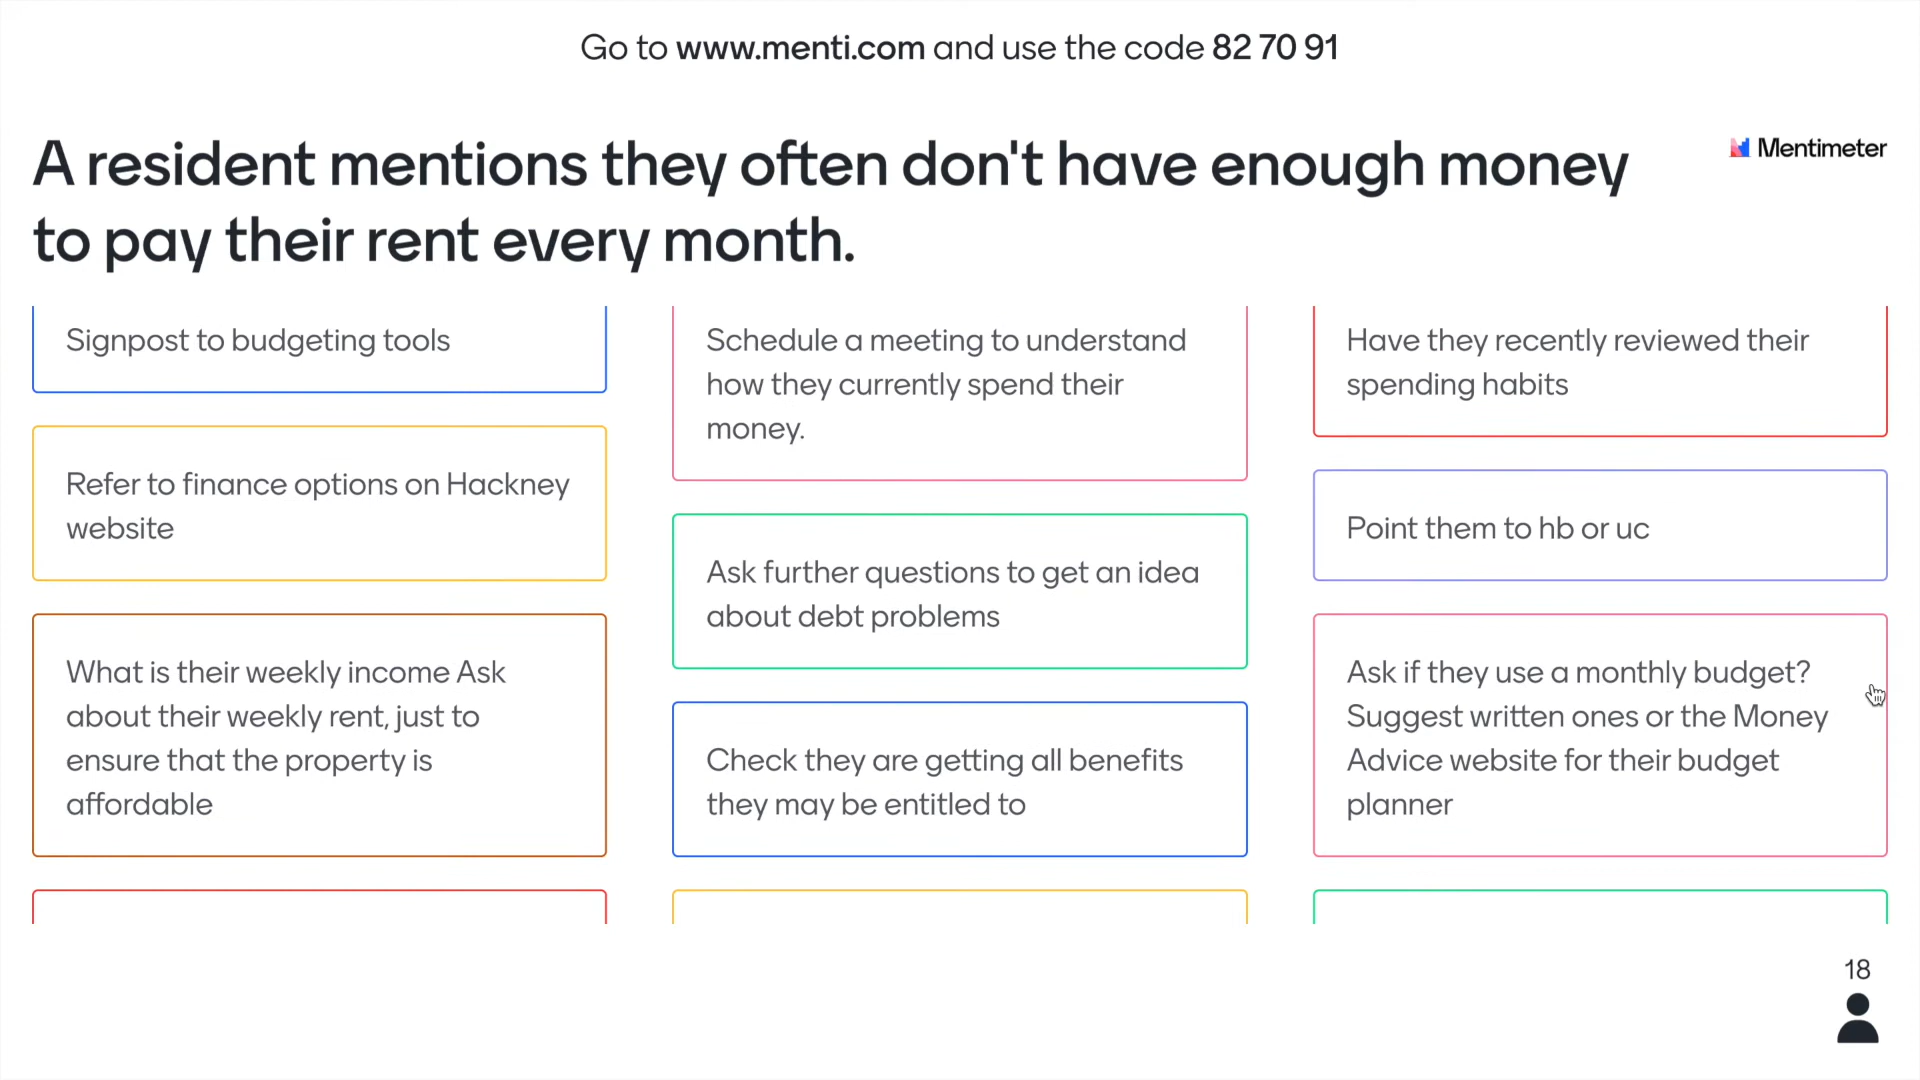 Go to www.menti.com and use the code 82 70 91
A resident mentions they often don't have enough money
to pay their rent every month.
Mentimeter
Signpost to budgeting tools
Refer to finance options on Hackney
website
What is their weekly income Ask
about their weekly rent, just to
ensure that the property is
affordable
Schedule a meeting to understand
how they currently spend their
money.
Ask further questions to get an idea
about debt problems
Check they are getting all benefits
they may be entitled to
Have they recently reviewed their
spending habits
Point them to hb or uc
Ask if they use a monthly budget?
Suggest written ones or the Money
Advice website for their budget
planner
18